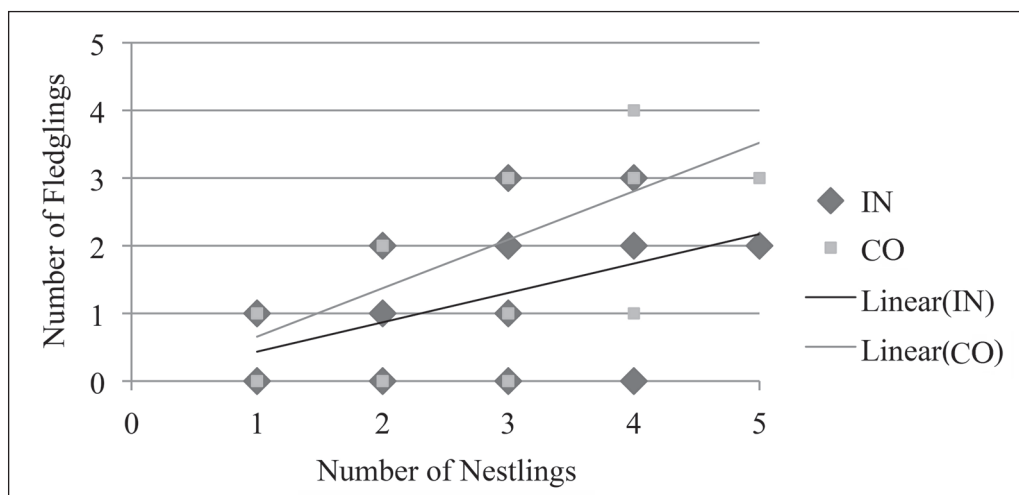 5
4
3
2
1
0
Number of Fledglings
0 1 2 3 4 5
Number of Nestlings
IN
CO
Linear(IN)
Linear(CO)